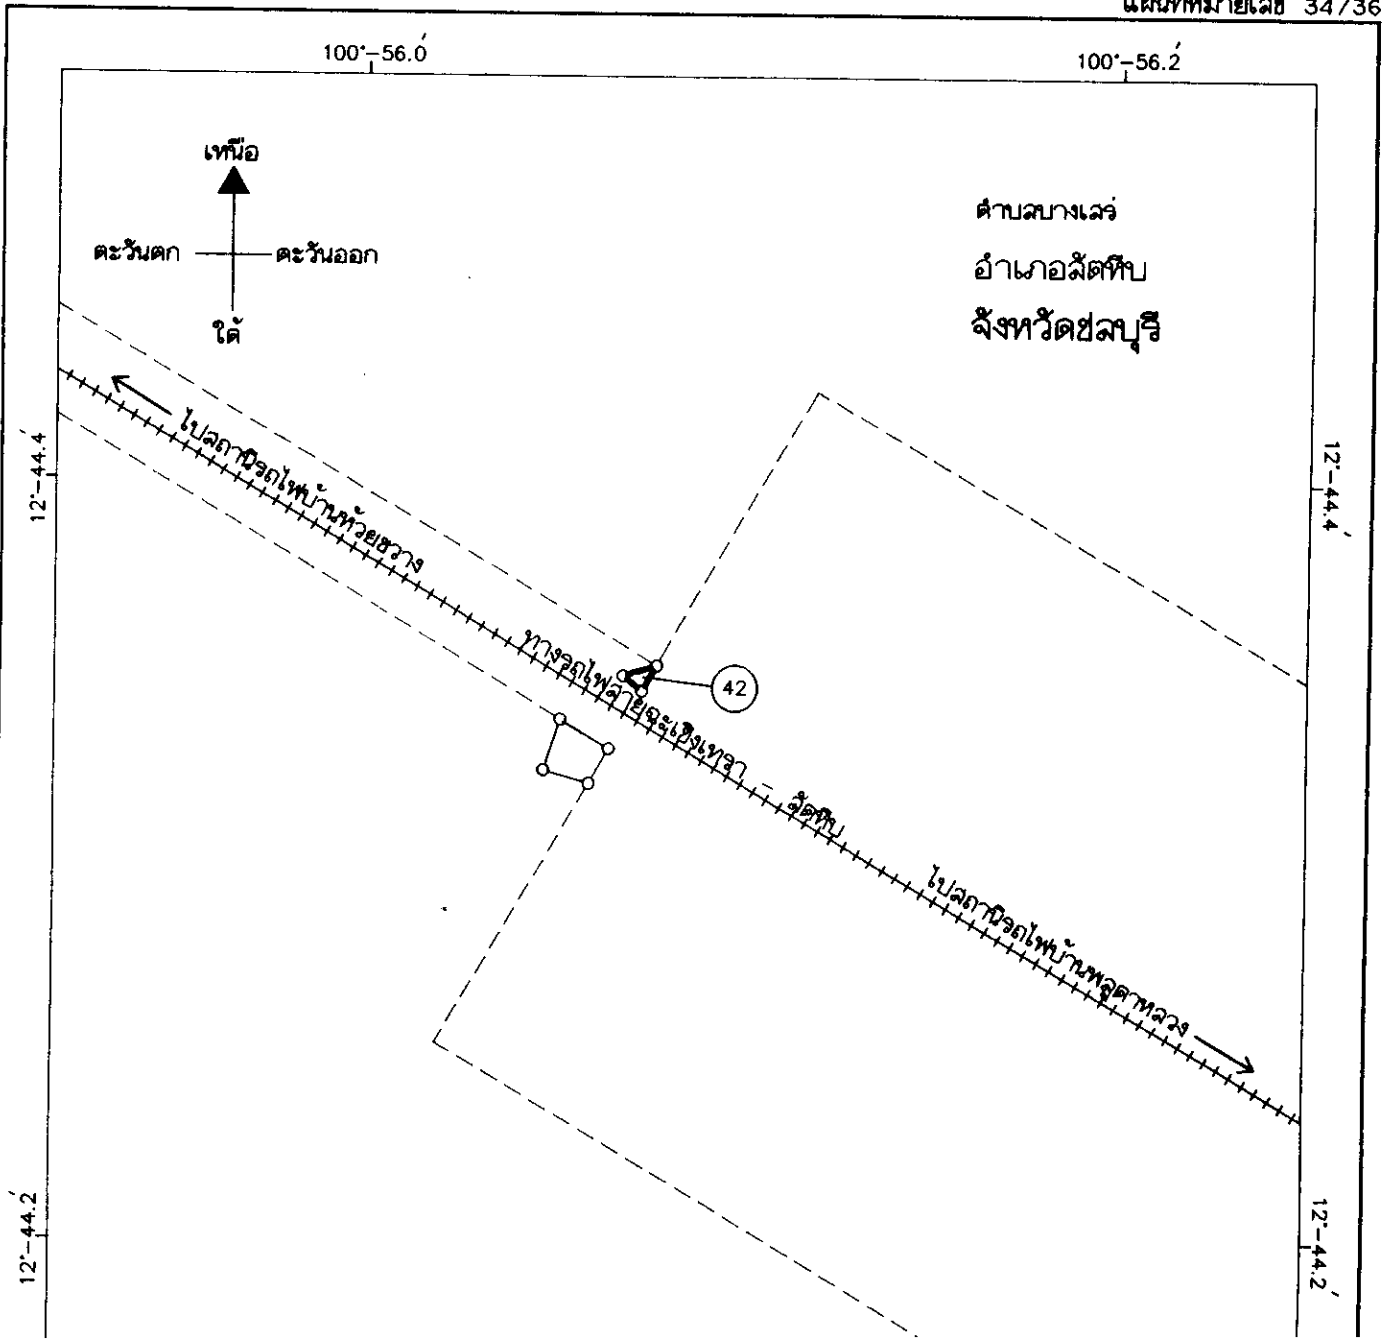 แผนที่หมายเลข 34/36
100°-56.0′
100°-56.2′
เหนือ
ตะวันตก
ตะวันออก
ใต้
ตำบลบางเสร่
อำเภอสัตหีบ
จังหวัดชลบุรี
12°-44.4′
12°-44.4′
ไปสถานีรถไฟบ้านห้วยขวาง
ทางรถไฟสายฉะเชิงเทรา - สัตหีบ
42
ไปสถานีรถไฟบ้านพลูตาหลวง
12°-44.2′
12°-44.2′